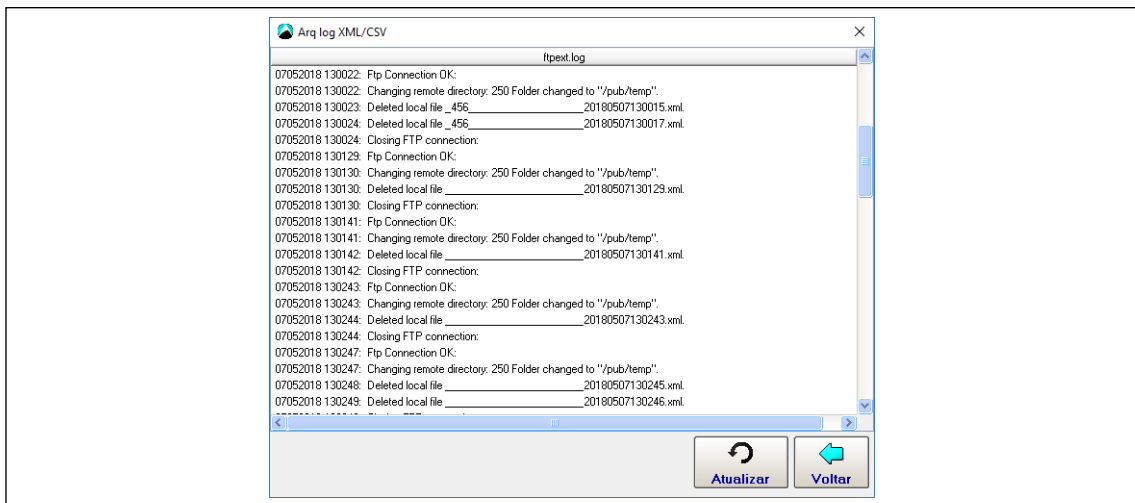 Arq log XML/CSV
ftpext.log
07052018 130022: Ftp Connection OK:
07052018 130022: Changing remote directory: 250 Folder changed to "/pub/temp".
07052018 130023: Deleted local file _456_____________________20180507130015.xml.
07052018 130024: Deleted local file _456_____________________20180507130017.xml.
07052018 130024: Closing FTP connection:
07052018 130129: Ftp Connection OK:
07052018 130130: Changing remote directory: 250 Folder changed to "/pub/temp".
07052018 130130: Deleted local file _________________________20180507130129.xml.
07052018 130130: Closing FTP connection:
07052018 130141: Ftp Connection OK:
07052018 130141: Changing remote directory: 250 Folder changed to "/pub/temp".
07052018 130142: Deleted local file _________________________20180507130141.xml.
07052018 130142: Closing FTP connection:
07052018 130243: Ftp Connection OK:
07052018 130243: Changing remote directory: 250 Folder changed to "/pub/temp".
07052018 130244: Deleted local file _________________________20180507130243.xml.
07052018 130244: Closing FTP connection:
07052018 130247: Ftp Connection OK:
07052018 130247: Changing remote directory: 250 Folder changed to "/pub/temp".
07052018 130248: Deleted local file _________________________20180507130245.xml.
07052018 130249: Deleted local file _________________________20180507130246.xml.
Atualizar
Voltar